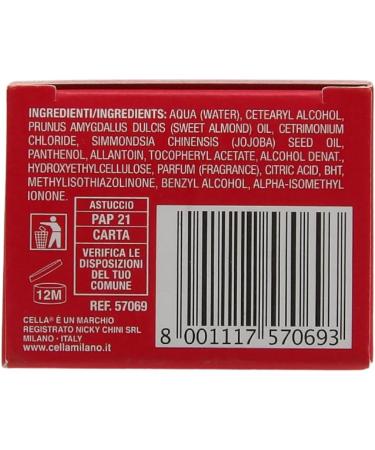 INGREDIENTI/INGREDIENTS: AQUA (WATER), CETEARYL ALCOHOL,
PRUNUS AMYGDALUS DULCIS (SWEET ALMOND) OIL, CETRIMONIUM
CHLORIDE, SIMMONDSIA CHINENSIS (JOJOBA) SEED OIL,
PANTHENOL, ALLANTOIN, TOCOPHERYL ACETATE, ALCOHOL DENAT.,
HYDROXYETHYLCELLULOSE, PARFUM (FRAGRANCE), CITRIC ACID, BHT,
METHYLISOTHIAZOLINONE, BENZYL ALCOHOL, ALPHA-ISOMETHYL
IONONE.
ASTUCCIO
PAP 21
CARTA
VERIFICA LE
DISPOSIZIONI
DEL TUO
COMUNE
12M
REF. 57069
CELLA® È UN MARCHIO
REGISTRATO NICKY CHINI SRL
MILANO - ITALY
www.cellamilano.it
8 001117 570693